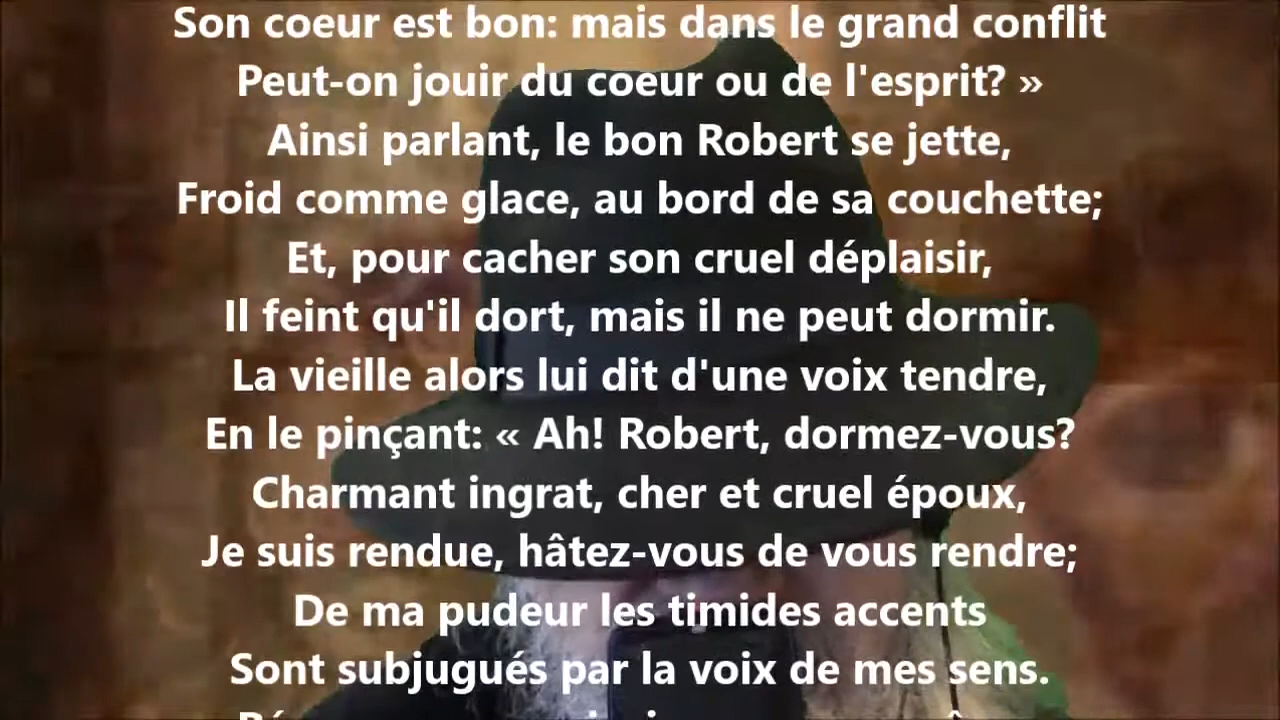 Son coeur est bon: mais dans le grand conflit
Peut-on jouir du coeur ou de l'esprit? »
Ainsi parlant, le bon Robert se jette,
Froid comme glace, au bord de sa couchette;
Et, pour cacher son cruel déplaisir,
Il feint qu'il dort, mais il ne peut dormir.
La vieille alors lui dit d'une voix tendre,
En le pinçant: « Ah! Robert, dormez-vous?
Charmant ingrat, cher et cruel époux,
Je suis rendue, hâtez-vous de vous rendre;
De ma pudeur les timides accents
Sont subjugués par la voix de mes sens.